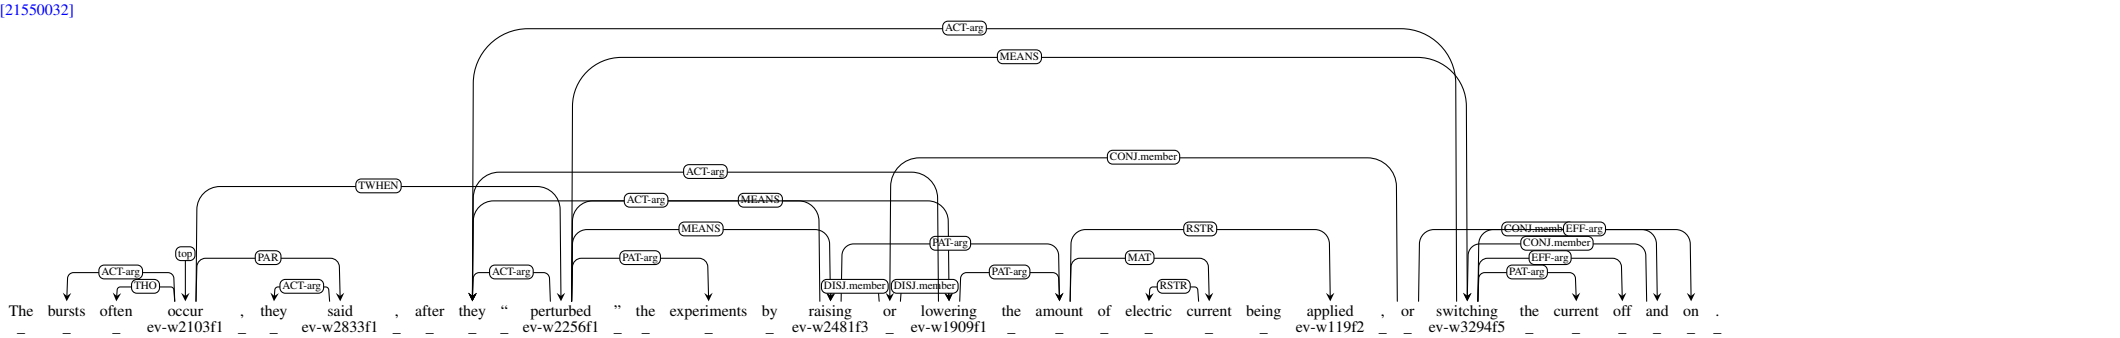 [21550032]
ACT-arg
MEANS
CONJ.member
ACT-arg
TWHEN
ACT-arg MEANS
MEANS RSTR EFF-arg
top PAT-arg CONJ.member
PAR PAT-arg MAT EFF-arg
ACT-arg ACT-arg PAT-arg PAT-arg
THO ACT-arg DISJ.member DISJ.member RSTR
The bursts often occur , they said , after they “ perturbed ” the experiments by raising or lowering the amount of electric current being applied , or switching the current off and on .
_ _ _ ev-w2103f1 _ _ ev-w2833f1 _ _ _ _ ev-w2256f1 _ _ _ _ ev-w2481f3 _ ev-w1909f1 _ _ _ _ _ _ ev-w119f2 _ _ ev-w3294f5 _ _ _ _ _ _